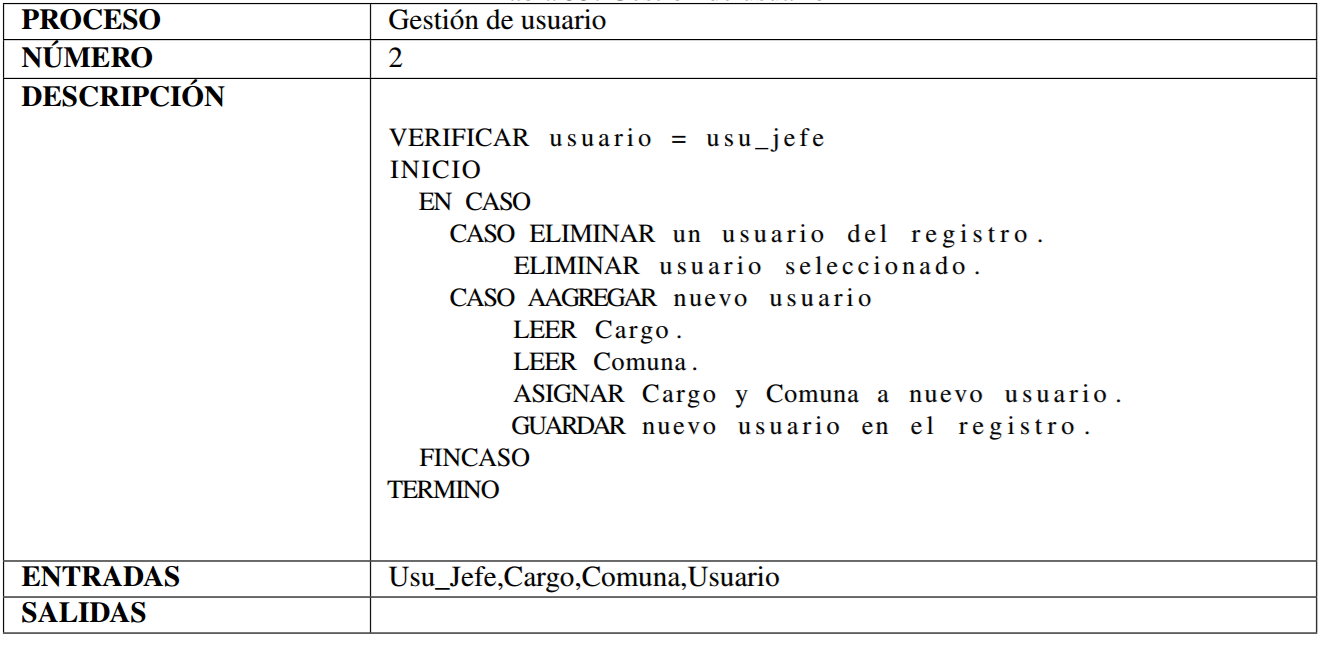 PROCESO Gestión de usuario
NÚMERO 2
DESCRIPCIÓN
VERIFICAR usuario = usu_jefe
INICIO
EN CASO
CASO ELIMINAR un usuario del registro.
ELIMINAR usuario seleccionado.
CASO AAGREGAR nuevo usuario
LEER Cargo.
LEER Comuna.
ASIGNAR Cargo y Comuna a nuevo usuario.
GUARDAR nuevo usuario en el registro.
FINCASO
TERMINO
ENTRADAS Usu_Jefe,Cargo,Comuna,Usuario
SALIDAS